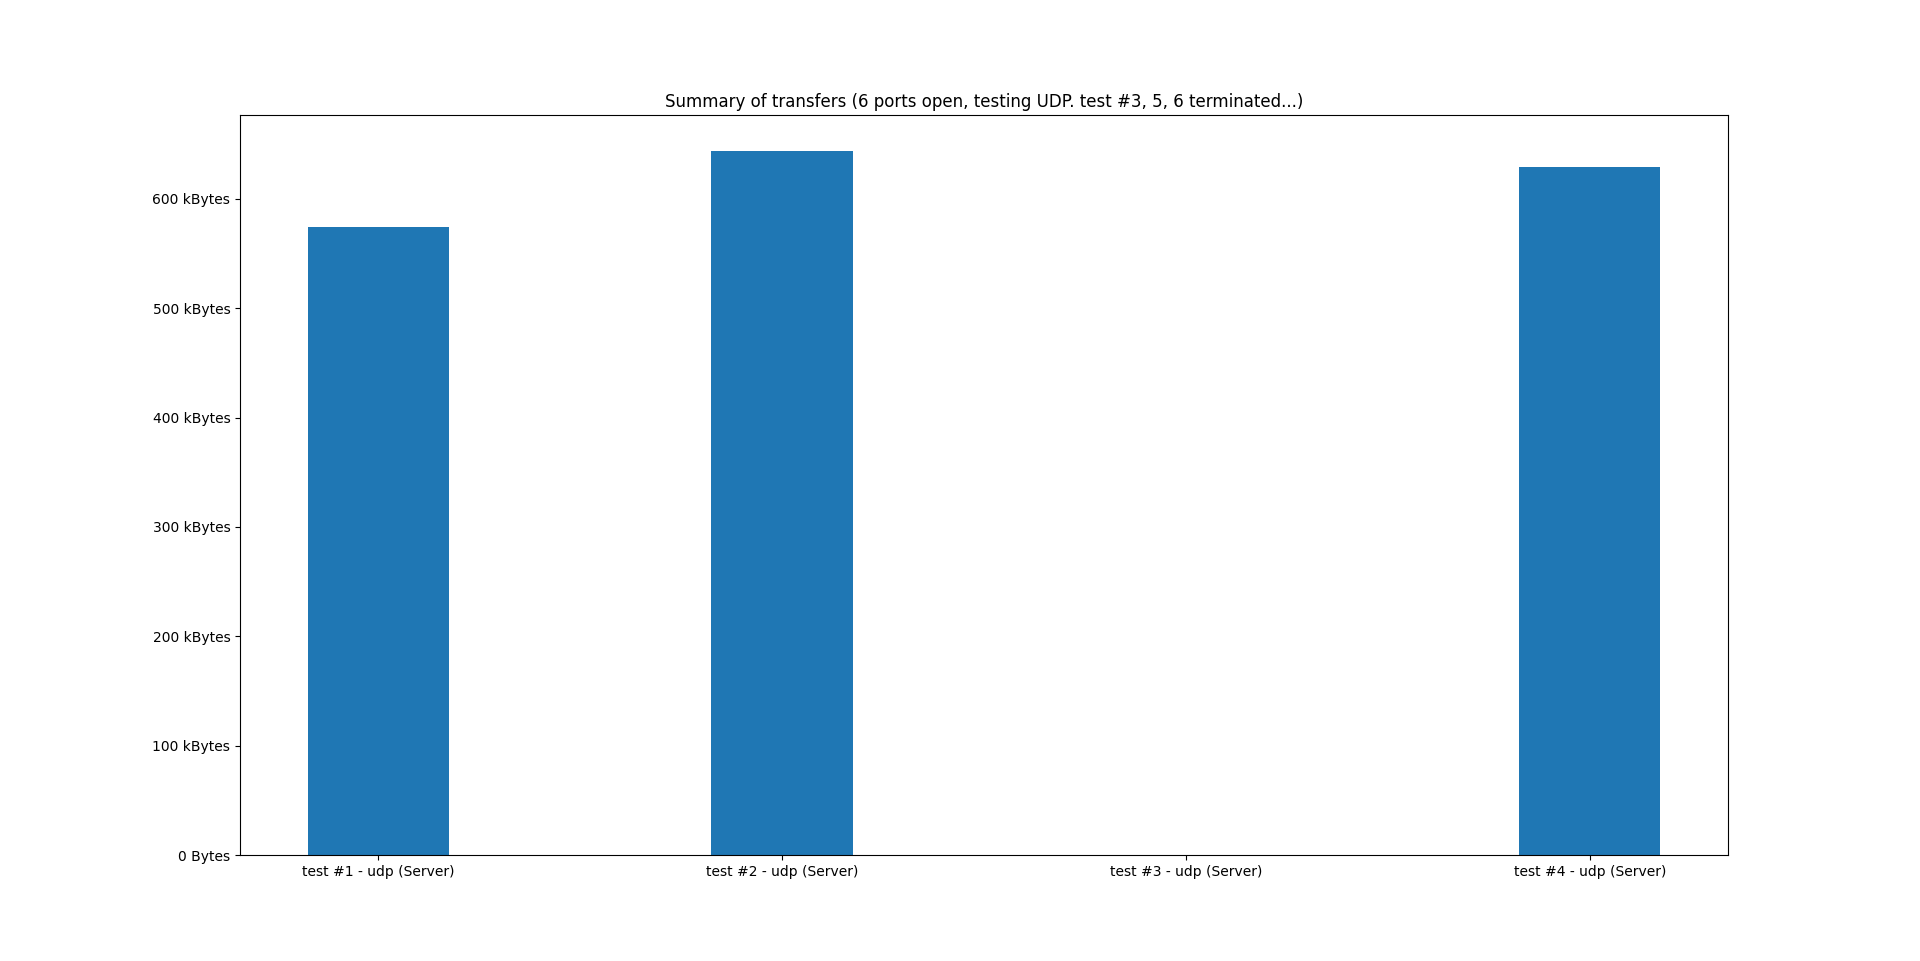 Summary of transfers (6 ports open, testing UDP. test #3, 5, 6 terminated...)
600 kBytes
500 kBytes
400 kBytes
300 kBytes
200 kBytes
100 kBytes
0 Bytes
test #1 - udp (Server)
test #2 - udp (Server)
test #3 - udp (Server)
test #4 - udp (Server)